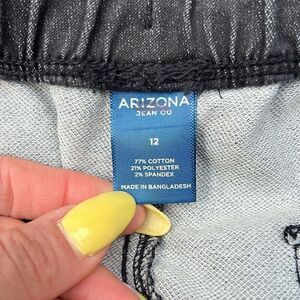 ARIZONA
JEAN CO
12
77% COTTON
21% POLYESTER
2% SPANDEX
MADE IN BANGLADESH